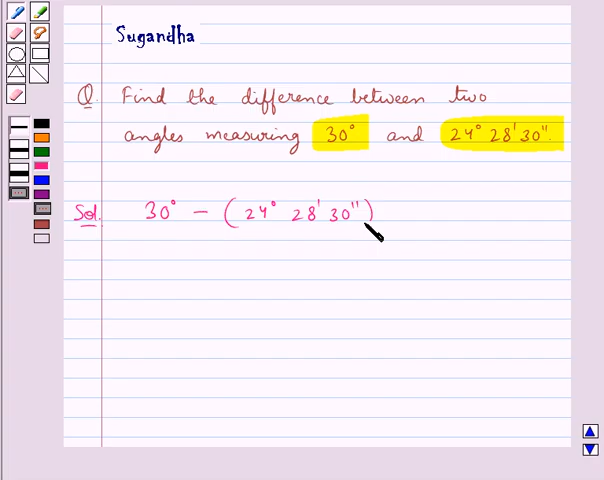 Sugandha
Q. Find the difference between two
angles measuring 30° and 24° 28' 30"
Sol. 30° - (24° 28' 30")